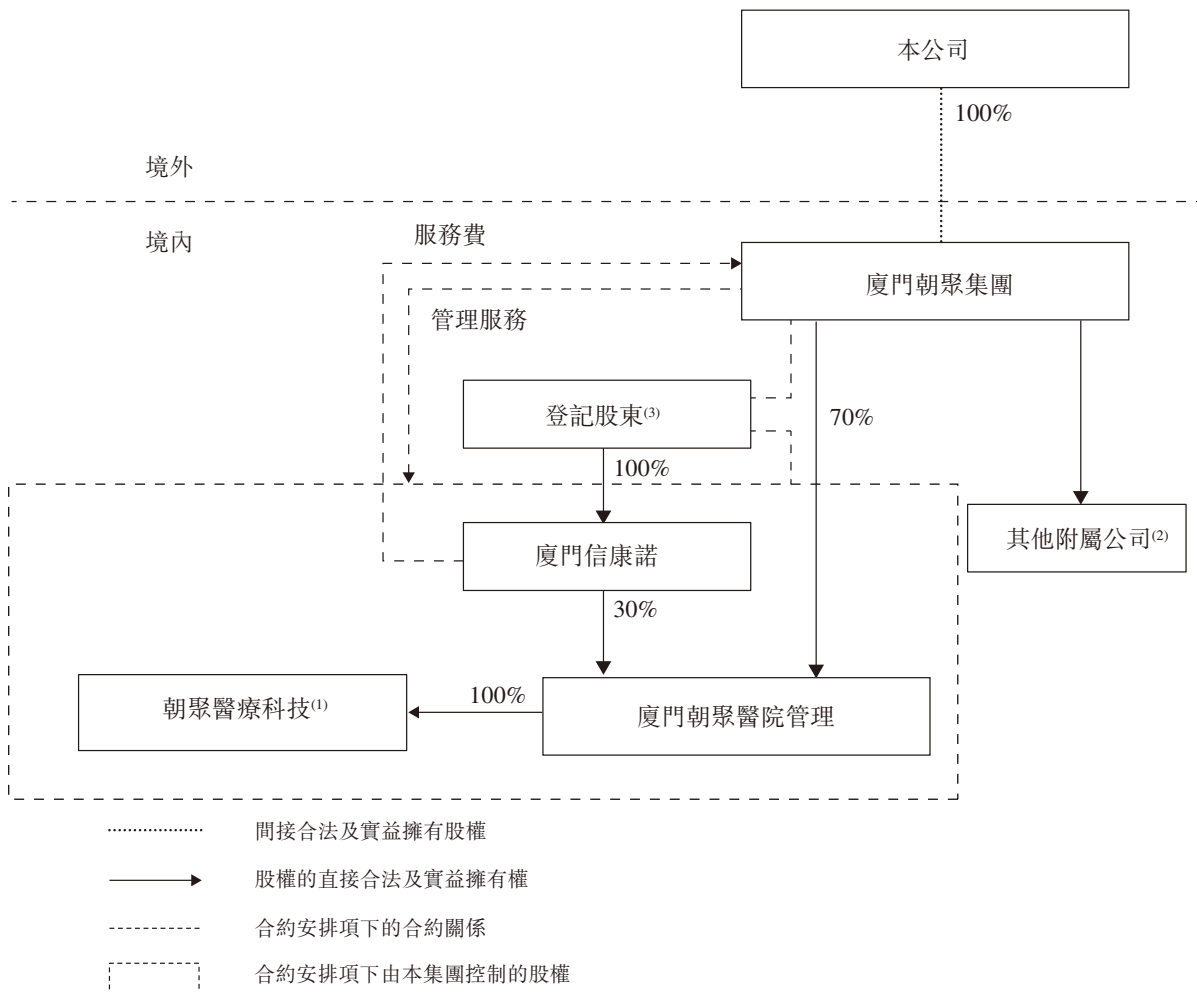 本公司
100%
境外
境內
服務費
廈門朝聚集團
管理服務
登記股東(3)
70%
100%
廈門信康諾
其他附屬公司(2)
30%
朝聚醫療科技(1)
100%
廈門朝聚醫院管理
間接合法及實益擁有股權
股權的直接合法及實益擁有權
合約安排項下的合約關係
合約安排項下由本集團控制的股權